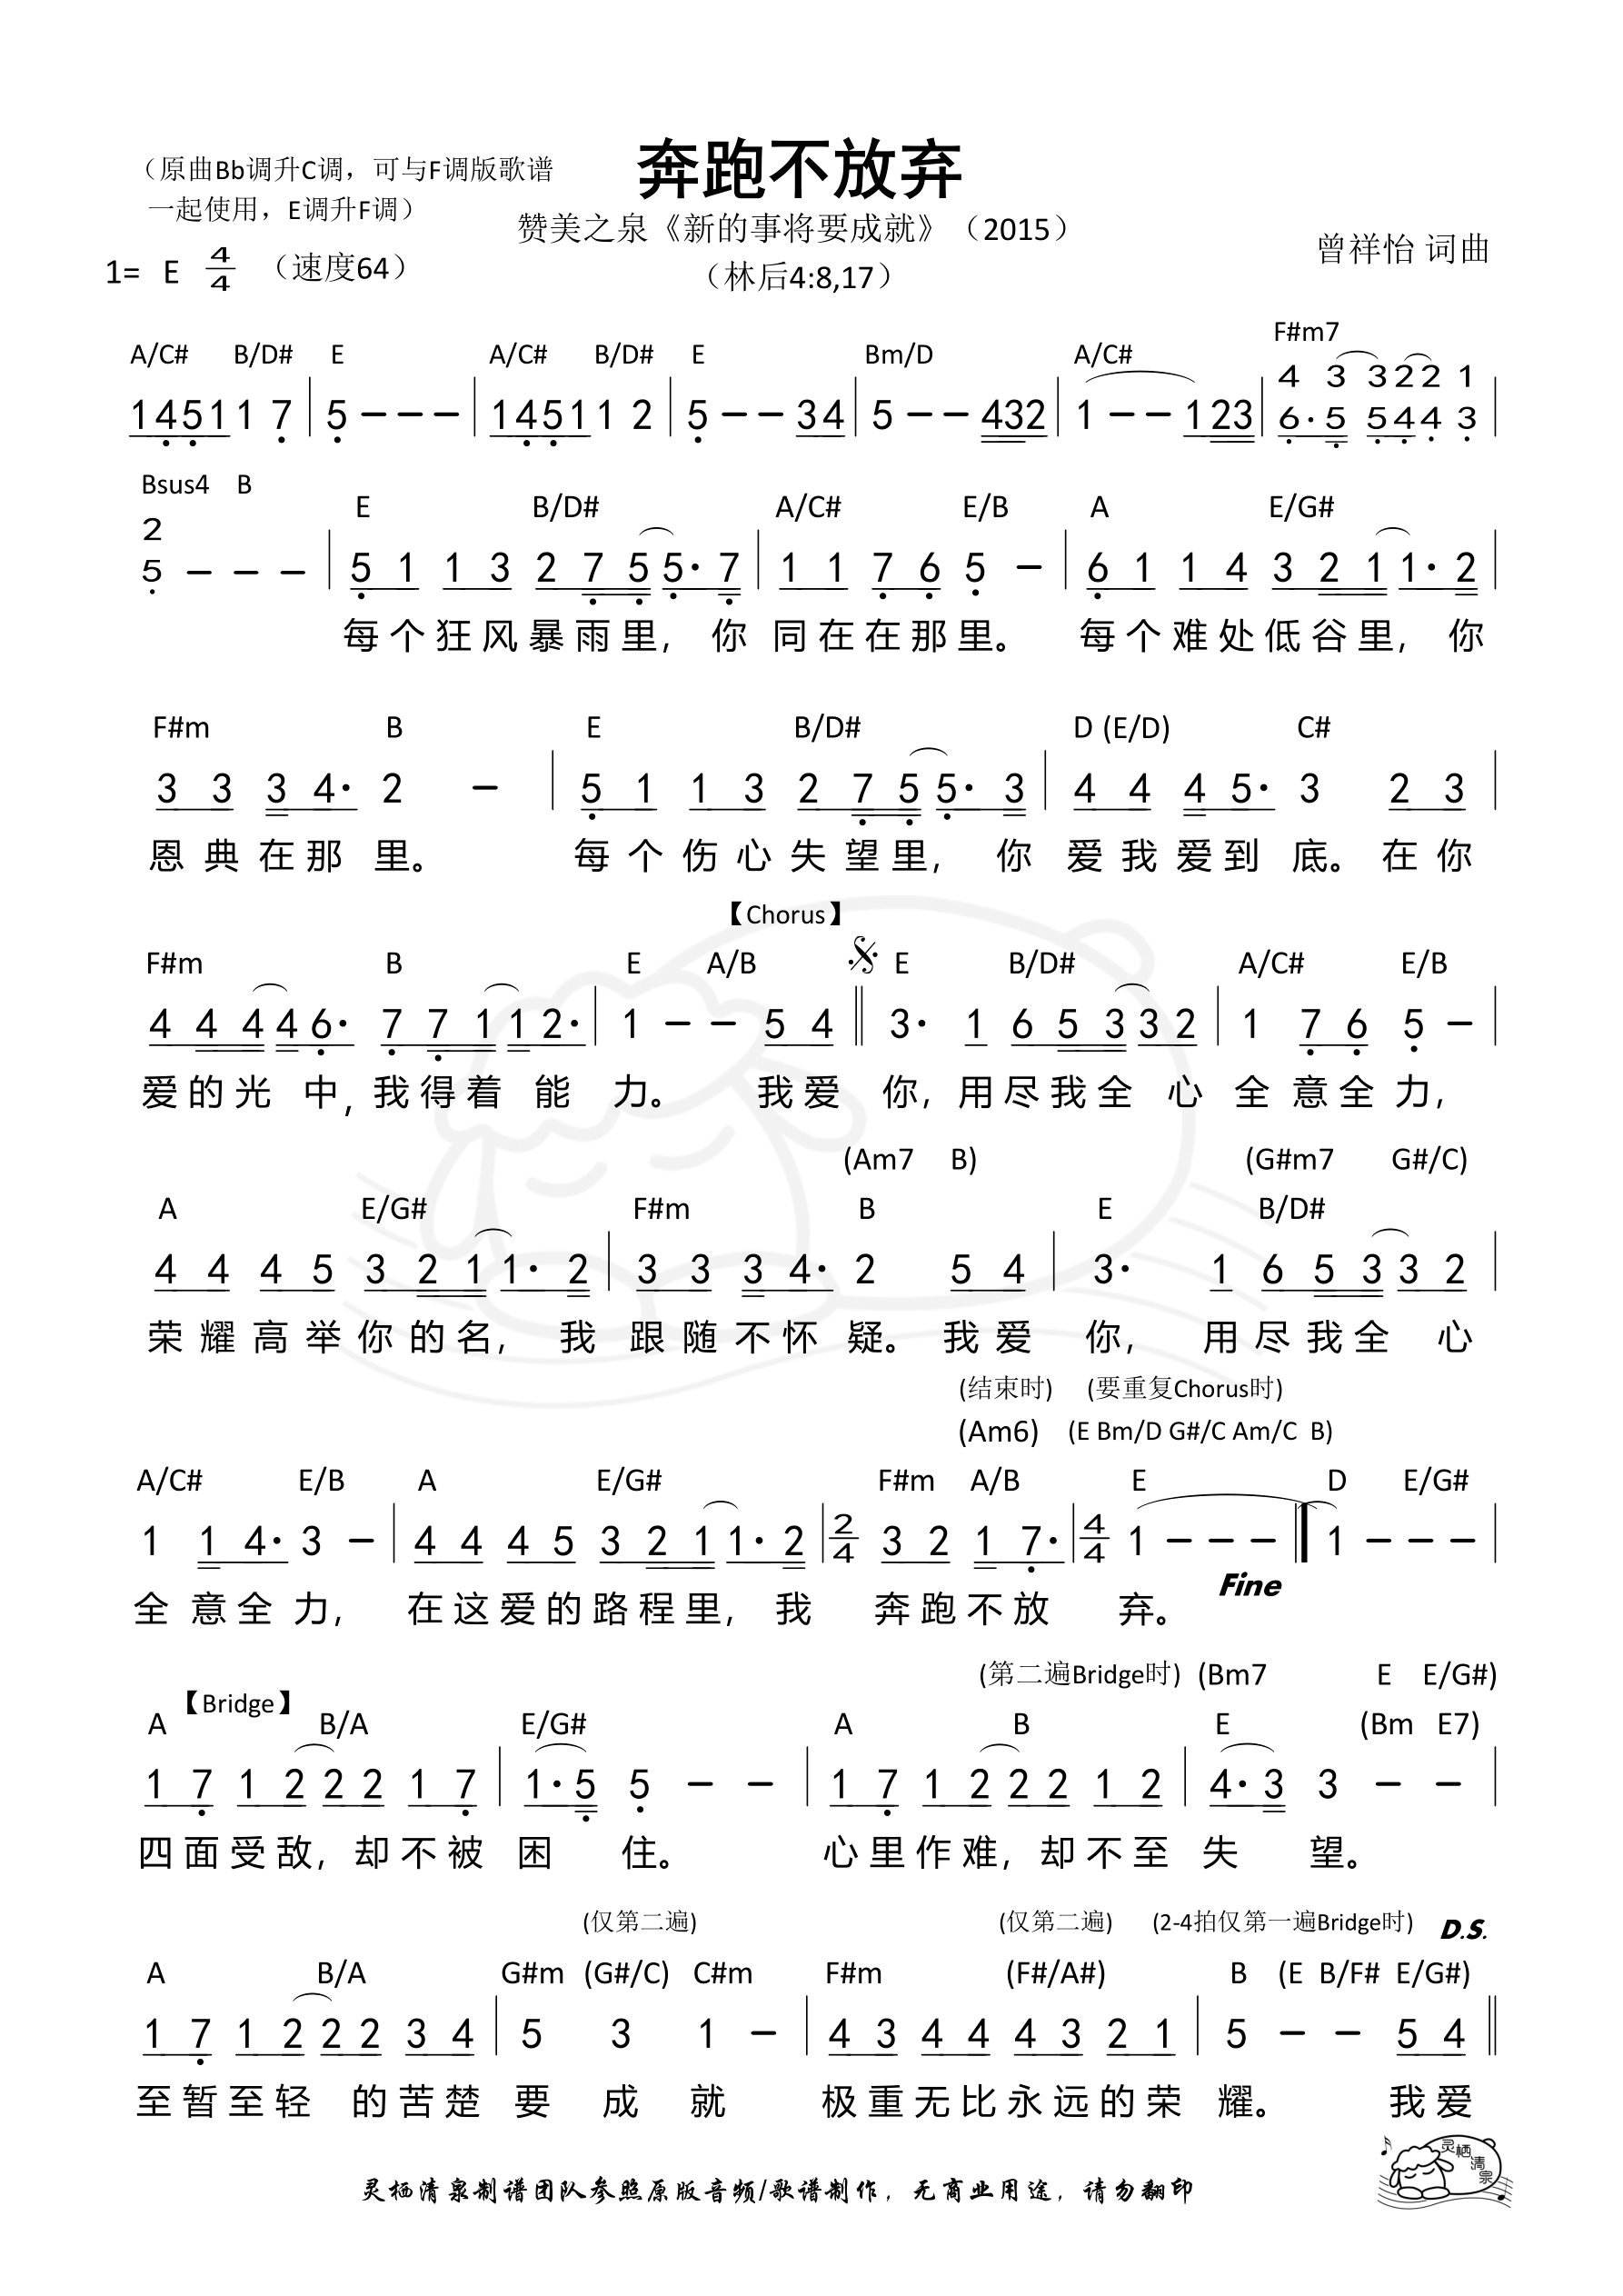 奔跑不放弃
（原曲Bb调升C调，可与F调版歌谱
一起使用，E调升F调）
赞美之泉《新的事将要成就》（2015）
曾祥怡 词曲
1= E 4/4 （速度64）
（林后4:8,17）
F#m7
A/C# B/D# E A/C# B/D# E Bm/D A/C#
4 3 3 2 2 1
1 4 5 1 1 7 | 5 – – – | 1 4 5 1 1 2 | 5 – – 3 4 | 5 – – 4 3 2 | 1 – – 1 2 3 | 6· 5 5 4 4 3 |
Bsus4 B
E B/D# A/C# E/B A E/G#
2
5 – – – | 5 1 1 3 2 7 5 5· 7 | 1 1 7 6 5 – | 6 1 1 4 3 2 1 1· 2 |
每个狂风暴雨里，你 同在在那里。 每个难处低谷里，你
F#m B E B/D# D (E/D) C#
3 3 3 4· 2 – | 5 1 1 3 2 7 5 5· 3 | 4 4 4 5· 3 2 3 |
恩典在那 里。 每个伤心失望里，你 爱我爱到 底。在你
【Chorus】
F#m B E A/B 𝄋 E B/D# A/C# E/B
4 4 4 4 6· 7 7 1 1 2· | 1 – – 5 4 ‖ 3· 1 6 5 3 3 2 | 1 7 6 5 – |
爱的光 中，我得着 能 力。 我爱 你，用尽我全 心 全意全力，
(Am7 B) (G#m7 G#/C)
A E/G# F#m B E B/D#
4 4 4 5 3 2 1 1· 2 | 3 3 3 4· 2 5 4 | 3· 1 6 5 3 3 2 |
荣耀高举你的名，我 跟随不怀 疑。我爱 你，用尽我全 心
(结束时) (要重复Chorus时)
(Am6) (E Bm/D G#/C Am/C B)
A/C# E/B A E/G# F#m A/B E D E/G#
1 1 4· 3 – | 4 4 4 5 3 2 1 1· 2 | 2/4 3 2 1 7· | 4/4 1 – – – ‖ 1 – – – |
Fine
全意全力， 在这爱的路程里，我 奔跑不放 弃。
(第二遍Bridge时) (Bm7 E E/G#)
【Bridge】
A B/A E/G# A B E (Bm E7)
1 7 1 2 2 2 1 7 | 1· 5 5 – – | 1 7 1 2 2 2 1 2 | 4· 3 3 – – |
四面受敌，却不被 困 住。 心里作难，却不至 失 望。
(仅第二遍) (仅第二遍) (2-4拍仅第一遍Bridge时) D.S.
A B/A G#m (G#/C) C#m F#m (F#/A#) B (E B/F# E/G#)
1 7 1 2 2 2 3 4 | 5 3 1 – | 4 3 4 4 4 3 2 1 | 5 – – 5 4 ‖
至暂至轻 的苦楚 要 成 就 极重无比永远的荣 耀。 我爱
灵栖清泉制谱团队参照原版音频/歌谱制作，无商业用途，请勿翻印
灵栖清泉